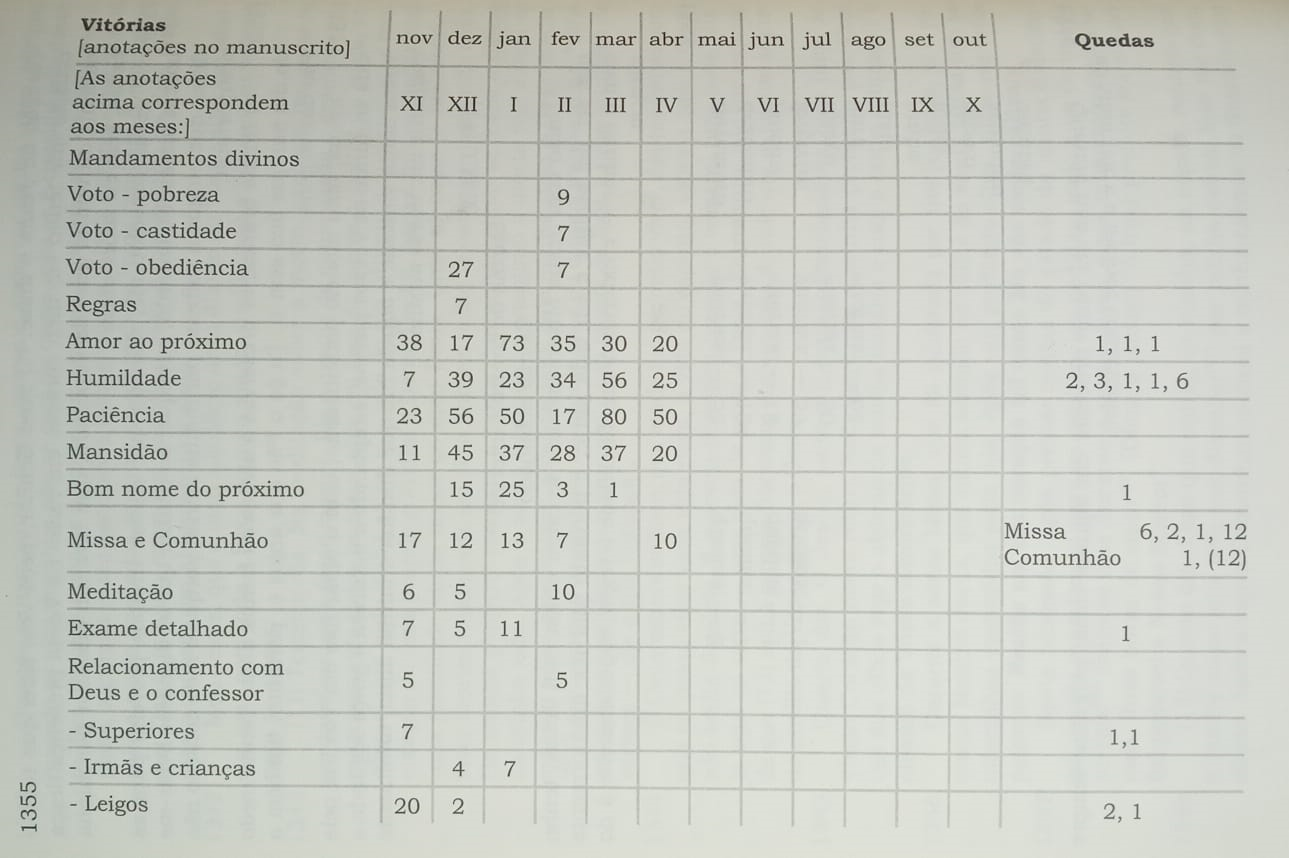 Vitórias
[anotações no manuscrito] nov dez jan fev mar abr mai jun jul ago set out Quedas
[As anotações
acima correspondem XI XII I II III IV V VI VII VIII IX X
aos meses:]
Mandamentos divinos
Voto - pobreza 9
Voto - castidade 7
Voto - obediência 27 7
Regras 7
Amor ao próximo 38 17 73 35 30 20 1, 1, 1
Humildade 7 39 23 34 56 25 2, 3, 1, 1, 6
Paciência 23 56 50 17 80 50
Mansidão 11 45 37 28 37 20
Bom nome do próximo 15 25 3 1 1
Missa e Comunhão 17 12 13 7 10 Missa 6, 2, 1, 12
Comunhão 1, (12)
Meditação 6 5 10
Exame detalhado 7 5 11 1
Relacionamento com
Deus e o confessor 5 5
- Superiores 7 1,1
- Irmãs e crianças 4 7
- Leigos 20 2 2, 1
1355